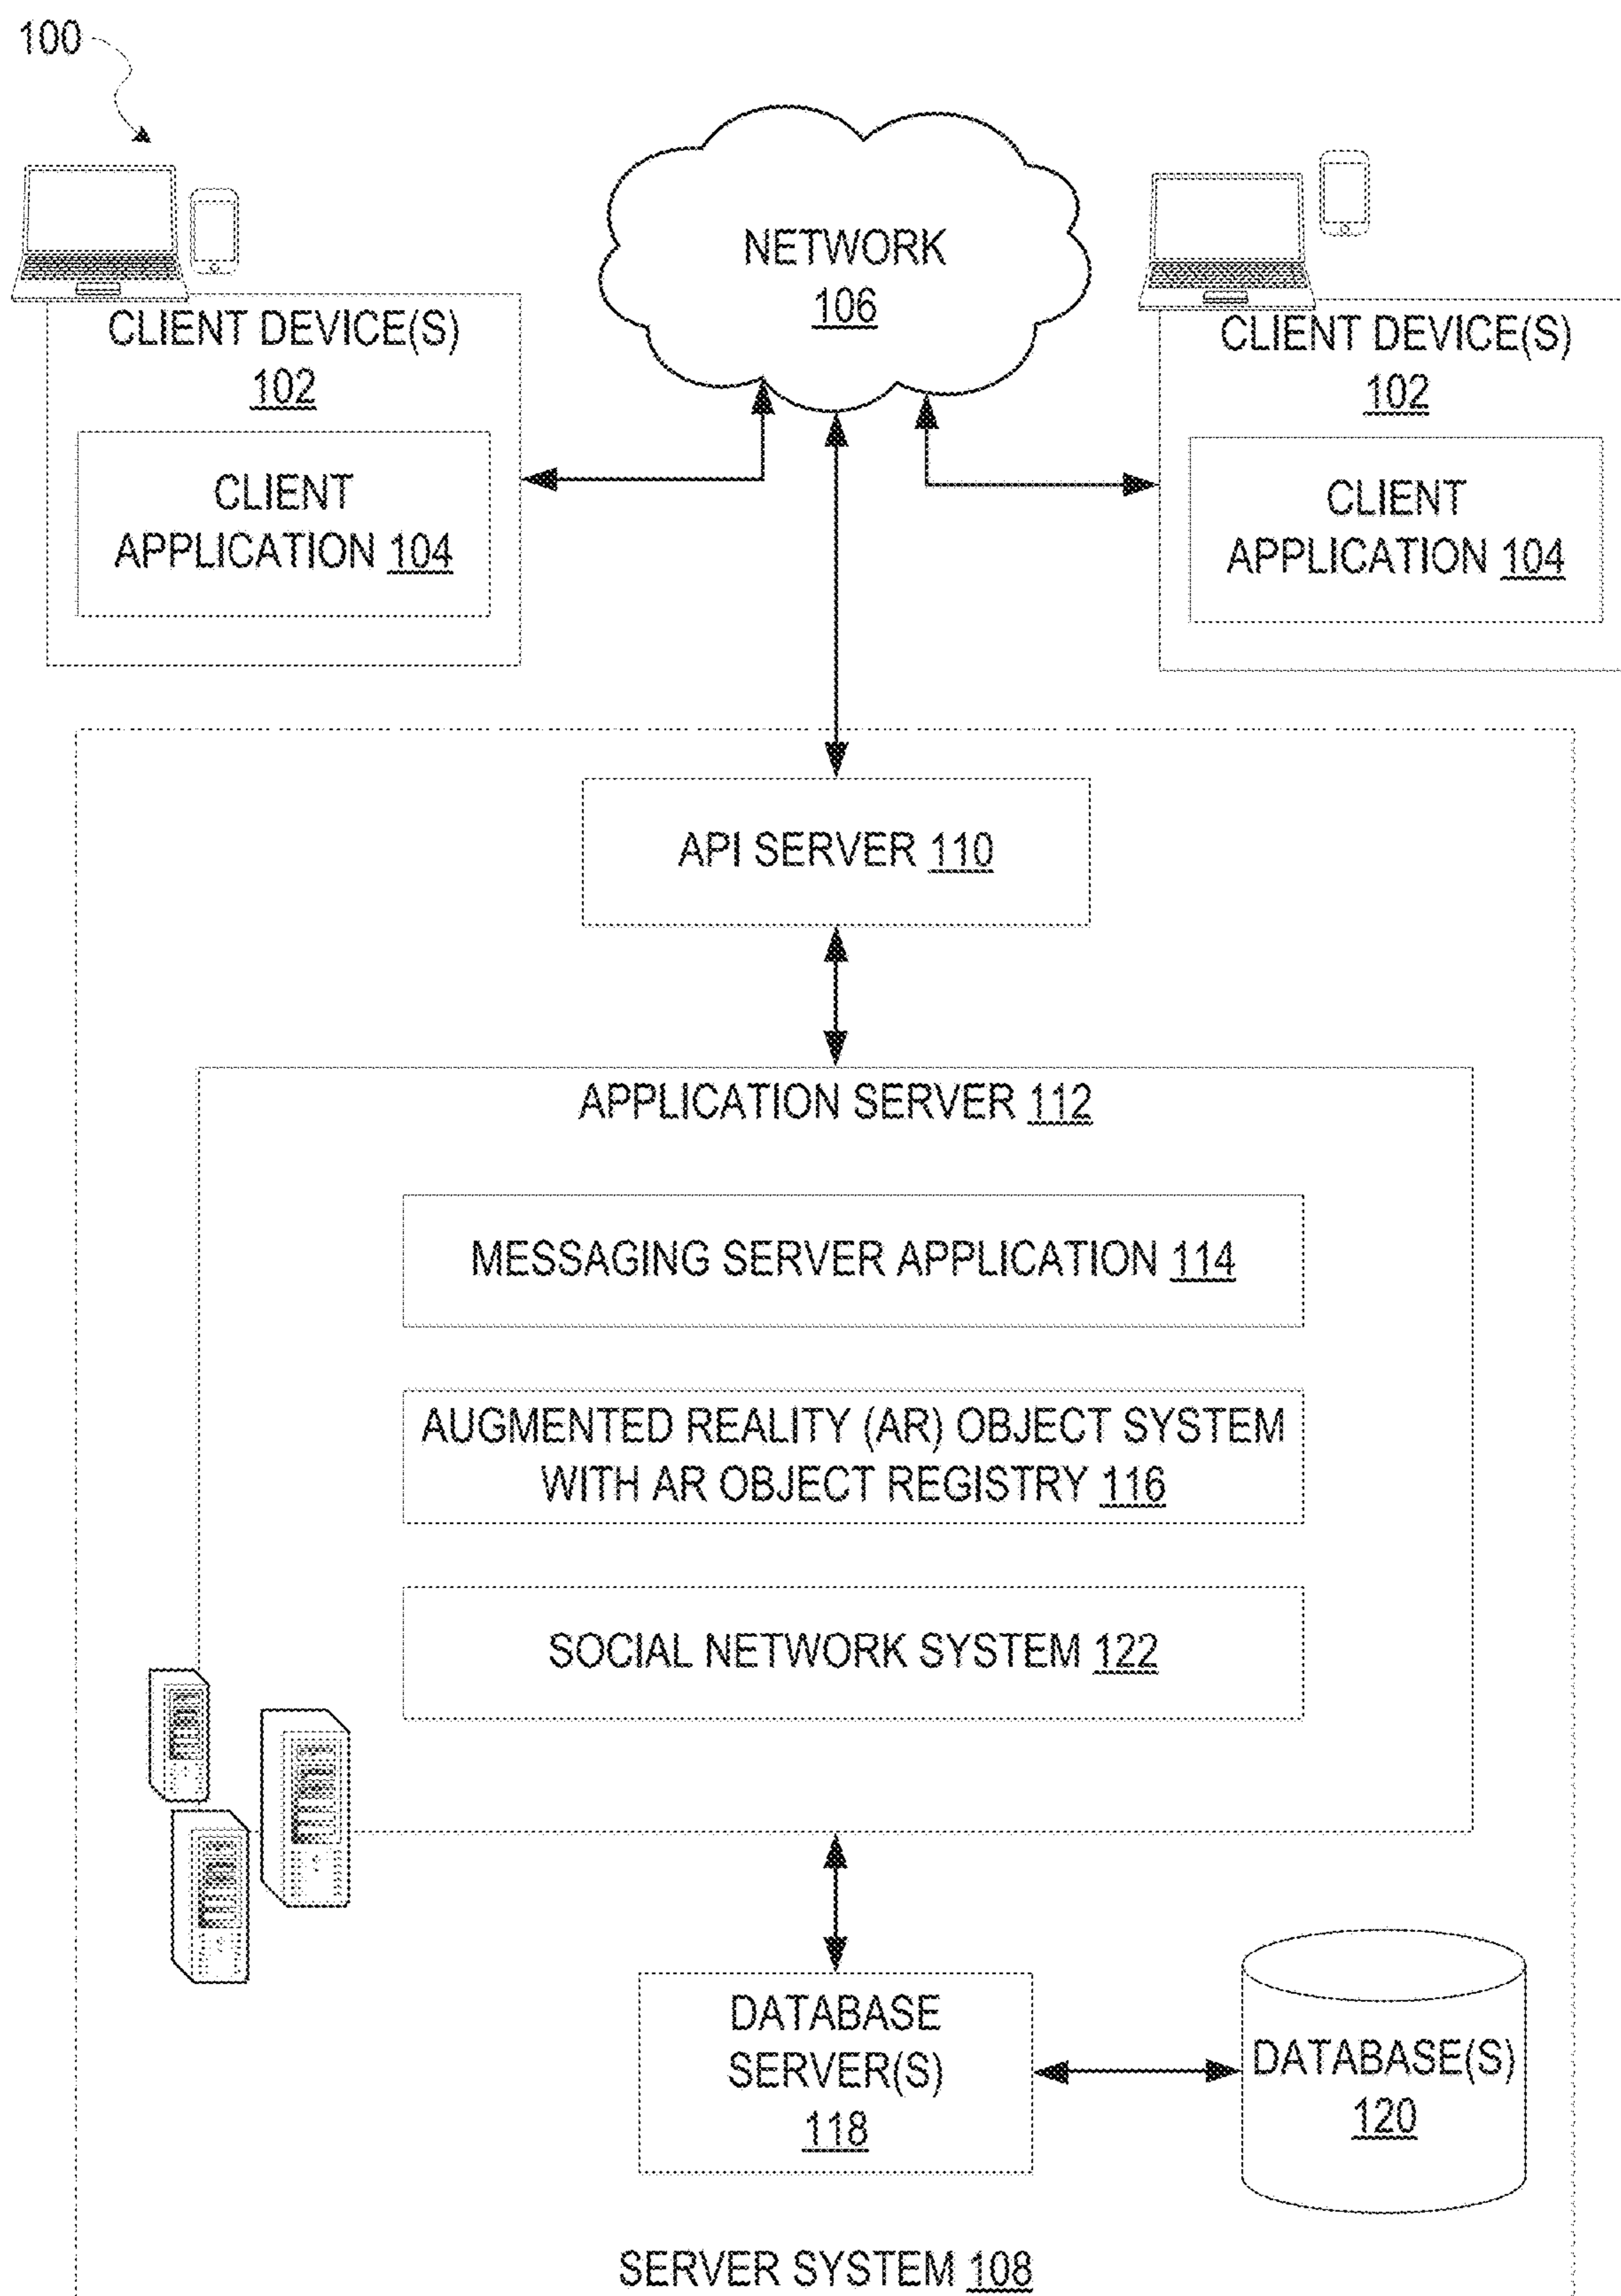 100
NETWORK
106
CLIENT DEVICE(S)
102
CLIENT
APPLICATION 104
CLIENT DEVICE(S)
102
CLIENT
APPLICATION 104
API SERVER 110
APPLICATION SERVER 112
MESSAGING SERVER APPLICATION 114
AUGMENTED REALITY (AR) OBJECT SYSTEM
WITH AR OBJECT REGISTRY 116
SOCIAL NETWORK SYSTEM 122
DATABASE
SERVER(S)
118
DATABASE(S)
120
SERVER SYSTEM 108